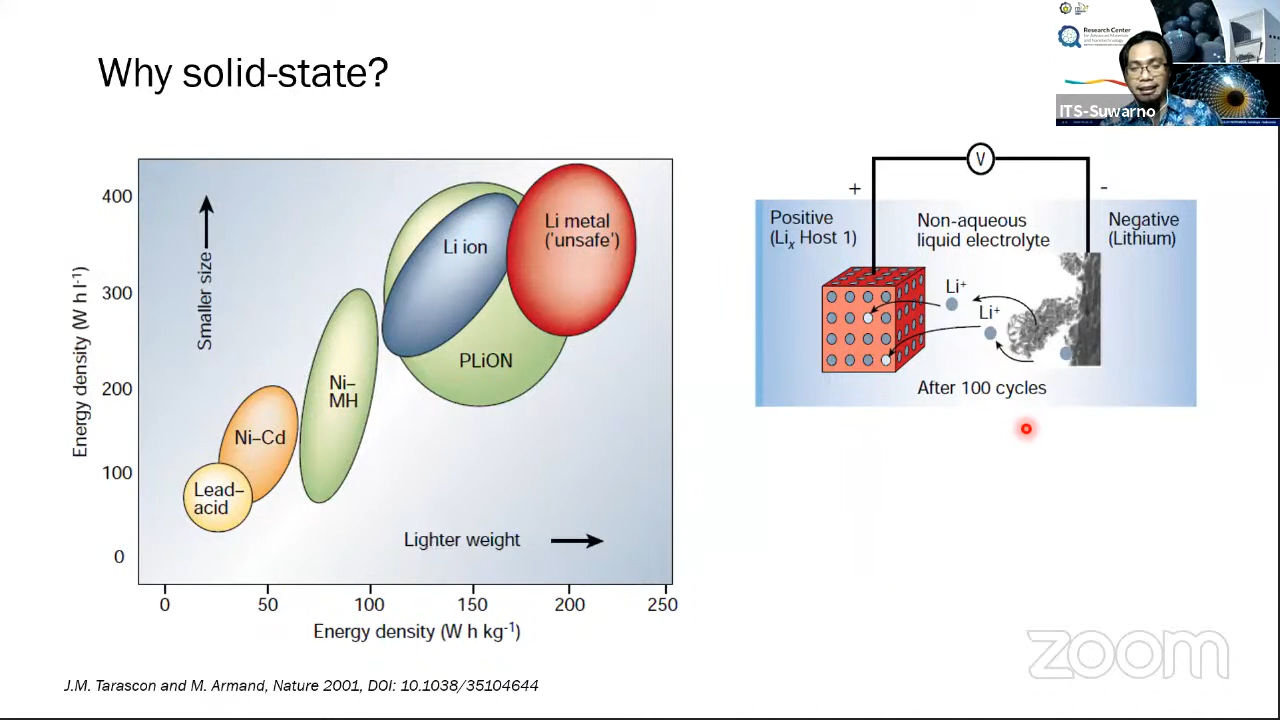 Why solid-state?
Research Center
ITS-Suwarno
400
300
200
100
0
Energy density (W h l⁻¹)
Smaller size
Lead–
acid
Ni–Cd
Ni–
MH
Li ion
PLiON
Li metal
('unsafe')
Lighter weight
0
50
100
150
200
250
Energy density (W h kg⁻¹)
V
+
-
Positive
(Liₓ Host 1)
Non-aqueous
liquid electrolyte
Negative
(Lithium)
Li⁺
Li⁺
After 100 cycles
J.M. Tarascon and M. Armand, Nature 2001, DOI: 10.1038/35104644
zoom